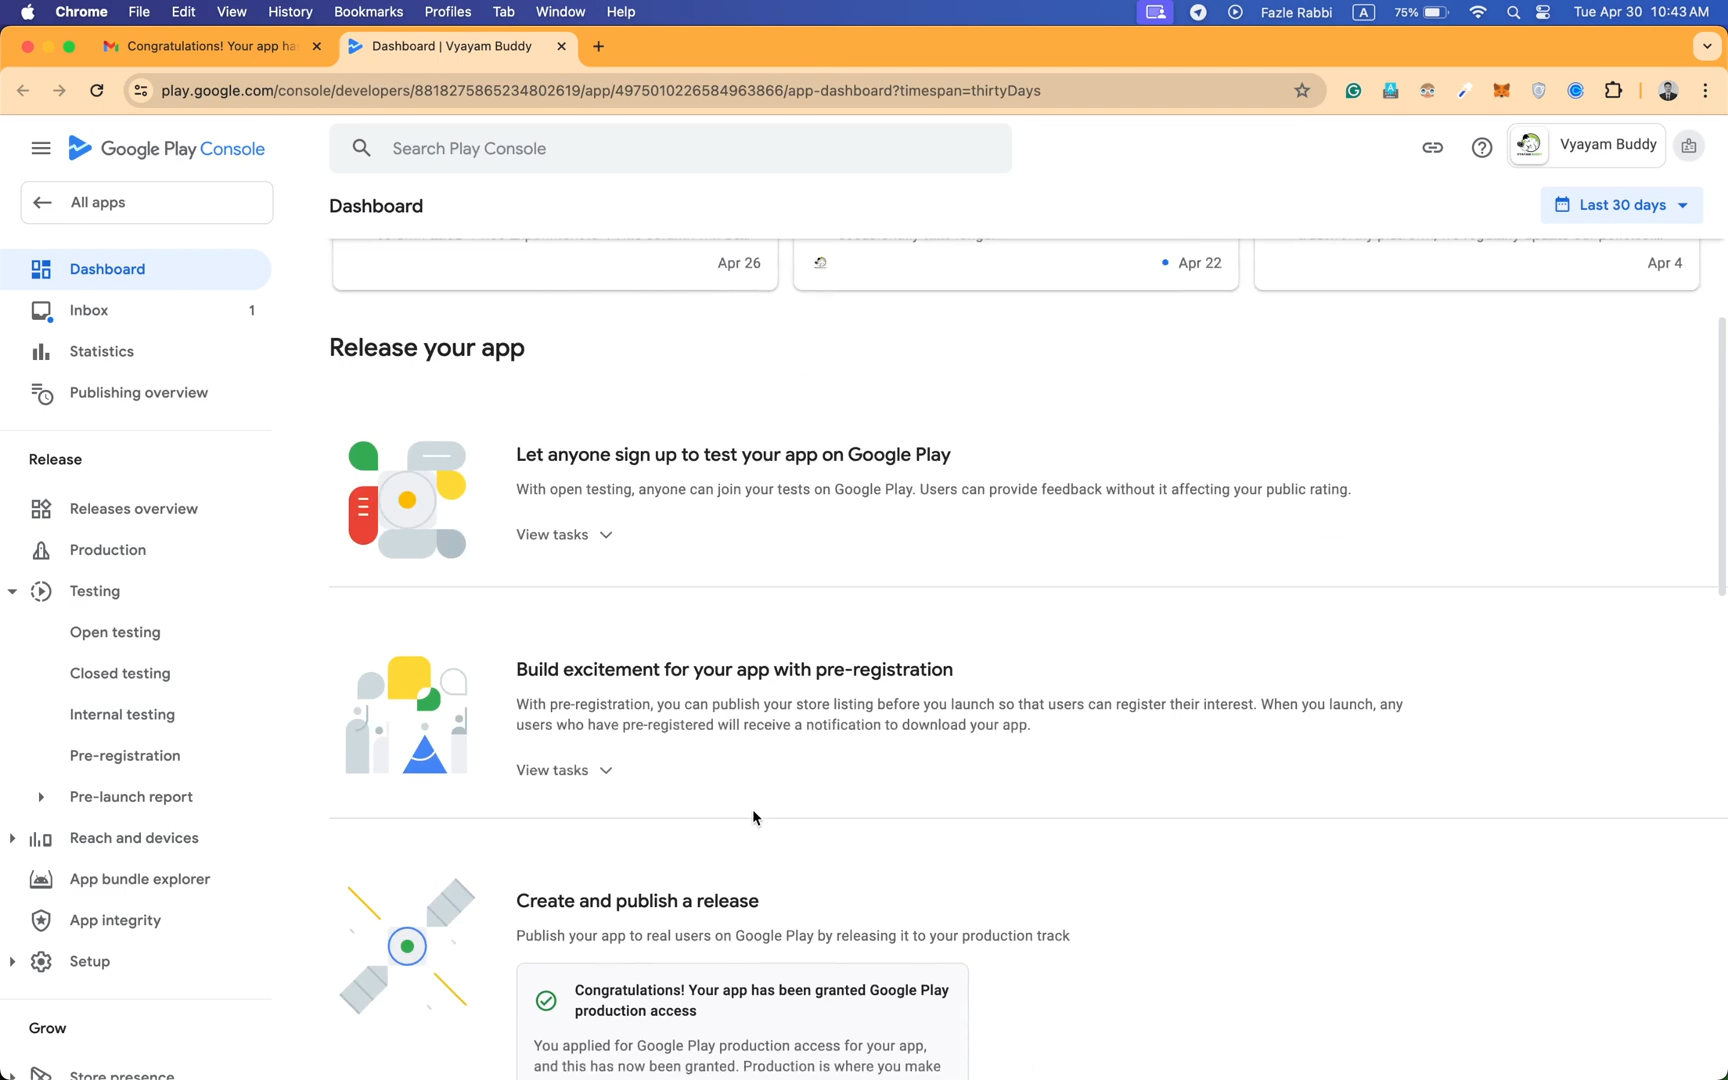 Chrome File Edit View History Bookmarks Profiles Tab Window Help Fazle Rabbi A 75% Tue Apr 30 10:43 AM
Congratulations! Your app ha Dashboard | Vyayam Buddy
play.google.com/console/developers/8818275865234802619/app/4975010226584963866/app-dashboard?timespan=thirtyDays
Google Play Console
Search Play Console
Vyayam Buddy
All apps
Dashboard
Last 30 days
Apr 26
Apr 22
Apr 4
Dashboard
Inbox 1
Statistics
Publishing overview
Release
Releases overview
Production
Testing
Open testing
Closed testing
Internal testing
Pre-registration
Pre-launch report
Reach and devices
App bundle explorer
App integrity
Setup
Grow
Store presence
Release your app
Let anyone sign up to test your app on Google Play
With open testing, anyone can join your tests on Google Play. Users can provide feedback without it affecting your public rating.
View tasks
Build excitement for your app with pre-registration
With pre-registration, you can publish your store listing before you launch so that users can register their interest. When you launch, any
users who have pre-registered will receive a notification to download your app.
View tasks
Create and publish a release
Publish your app to real users on Google Play by releasing it to your production track
Congratulations! Your app has been granted Google Play
production access
You applied for Google Play production access for your app,
and this has now been granted. Production is where you make